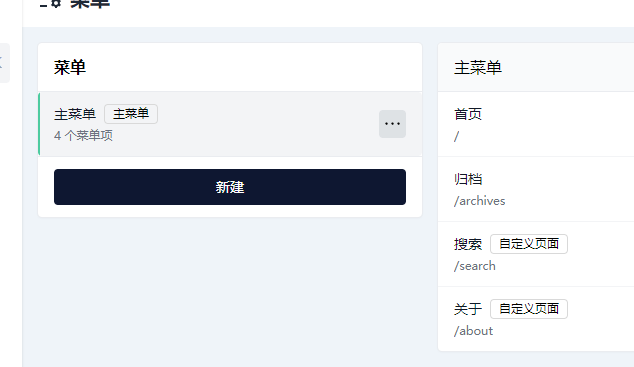 菜单
菜单
主菜单 主菜单
4 个菜单项
新建
主菜单
首页
/
归档
/archives
搜索 自定义页面
/search
关于 自定义页面
/about